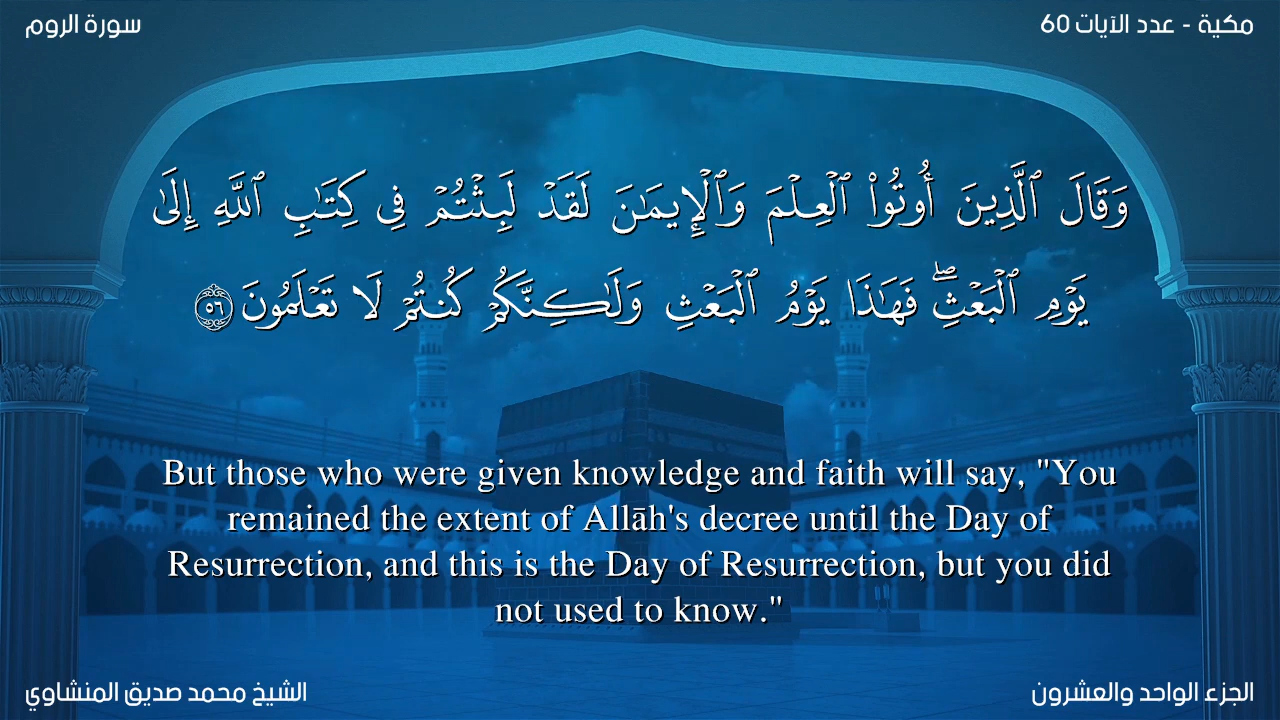 سورة الروم
مكية - عدد الآيات 60
وَقَالَ ٱلَّذِينَ أُوتُوا۟ ٱلْعِلْمَ وَٱلْإِيمَـٰنَ لَقَدْ لَبِثْتُمْ فِى كِتَـٰبِ ٱللَّهِ إِلَىٰ
يَوْمِ ٱلْبَعْثِ ۖ فَهَـٰذَا يَوْمُ ٱلْبَعْثِ وَلَـٰكِنَّكُمْ كُنتُمْ لَا تَعْلَمُونَ ٥٦
But those who were given knowledge and faith will say, "You
remained the extent of Allāh's decree until the Day of
Resurrection, and this is the Day of Resurrection, but you did
not used to know."
الشيخ محمد صديق المنشاوي
الجزء الواحد والعشرون